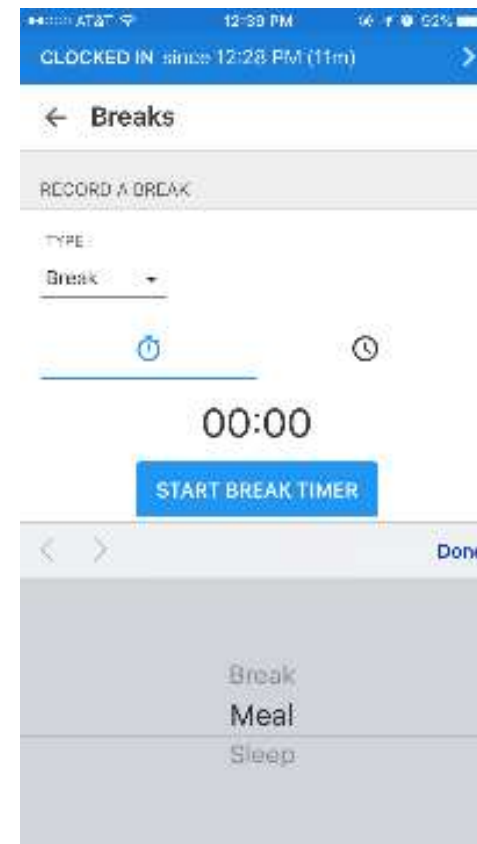 AT&T 12:39 PM 92%
CLOCKED IN since 12:28 PM (11m)
Breaks
RECORD A BREAK
TYPE
Break
00:00
START BREAK TIMER
Done
Break
Meal
Sleep